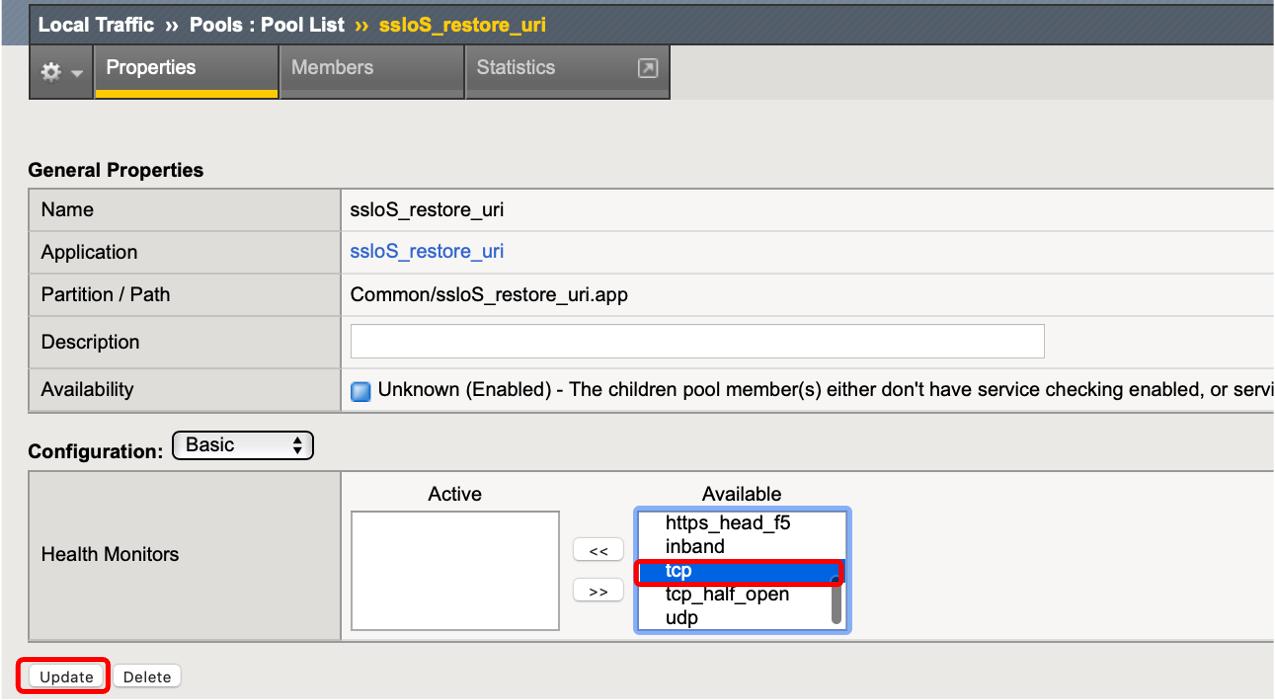 Local Traffic ›› Pools : Pool List ›› ssloS_restore_uri
Properties Members Statistics
General Properties
Name ssloS_restore_uri
Application ssloS_restore_uri
Partition / Path Common/ssloS_restore_uri.app
Description
Availability Unknown (Enabled) - The children pool member(s) either don't have service checking enabled, or servi
Configuration: Basic
Active Available
https_head_f5
<< inband
tcp
Health Monitors
>> tcp_half_open
udp
Update Delete